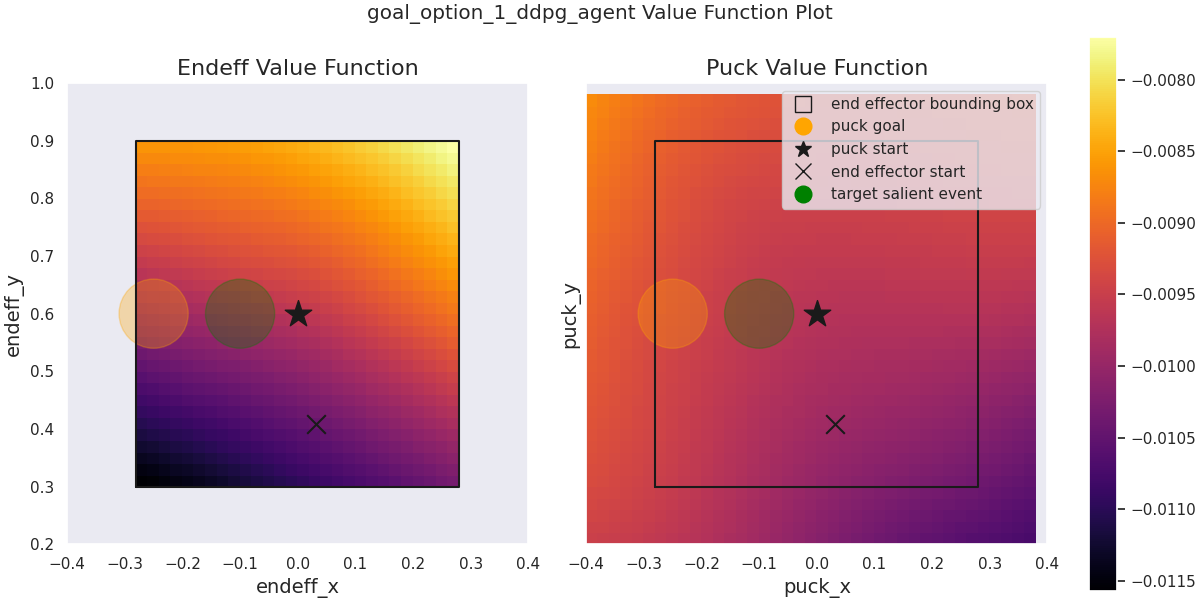 goal_option_1_ddpg_agent Value Function Plot
Endeff Value Function
endeff_y
1.0
0.9
0.8
0.7
0.6
0.5
0.4
0.3
0.2
−0.4 −0.3 −0.2 −0.1 0.0 0.1 0.2 0.3 0.4
endeff_x
Puck Value Function
puck_y
end effector bounding box
puck goal
puck start
end effector start
target salient event
−0.4 −0.3 −0.2 −0.1 0.0 0.1 0.2 0.3 0.4
puck_x
−0.0080
−0.0085
−0.0090
−0.0095
−0.0100
−0.0105
−0.0110
−0.0115